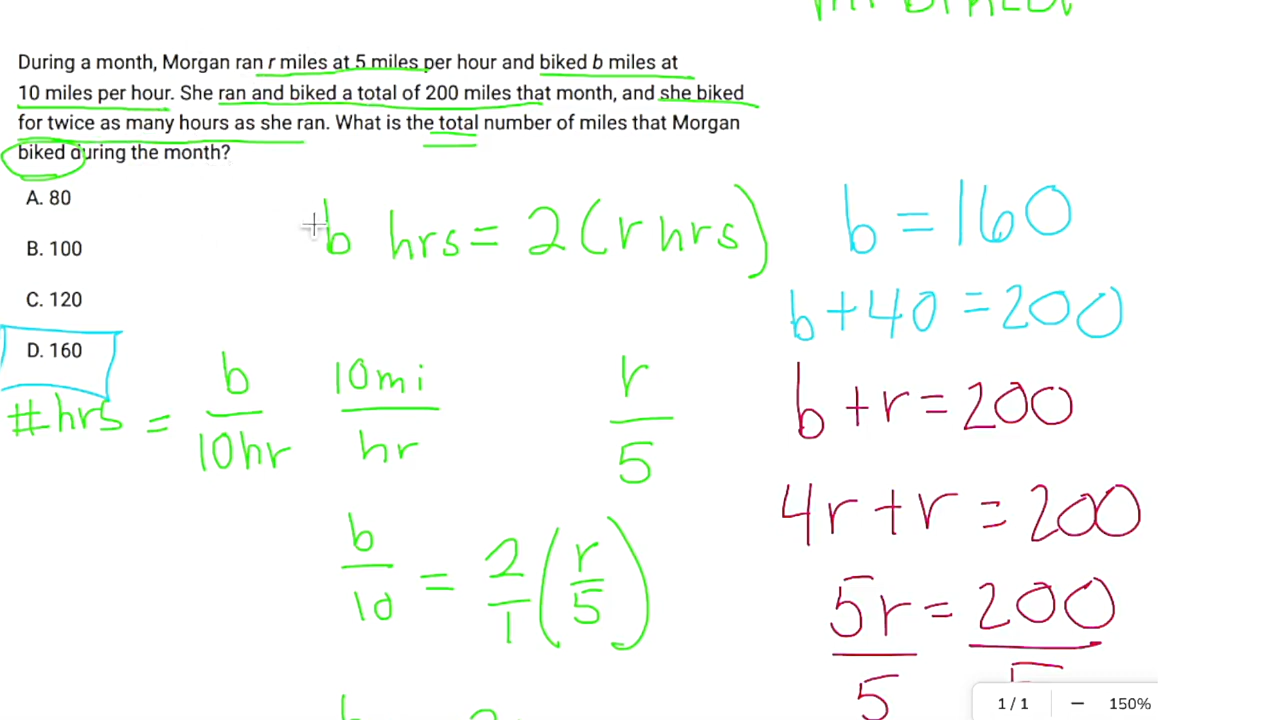 During a month, Morgan ran r miles at 5 miles per hour and biked b miles at
10 miles per hour. She ran and biked a total of 200 miles that month, and she biked
for twice as many hours as she ran. What is the total number of miles that Morgan
biked during the month?
A. 80
B. 100
C. 120
D. 160
b hrs = 2 (r hrs)
#hrs = b/10hr 10mi/hr r/5
b/10 = 2/1 (r/5)
b = 160
b + 40 = 200
b + r = 200
4r + r = 200
5r/5 = 200/5
1 / 1 − 150%